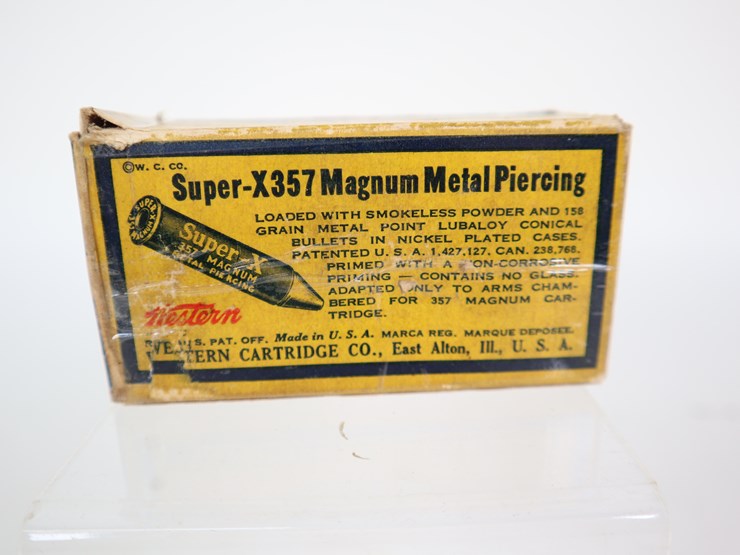 ©W. C. CO.
Super-X 357 Magnum Metal Piercing
LOADED WITH SMOKELESS POWDER AND 158
GRAIN METAL POINT LUBALOY CONICAL
BULLETS IN NICKEL PLATED CASES.
PATENTED U. S. A. 1,427,127, CAN. 238,768.
PRIMED WITH A NON-CORROSIVE
PRIMING — CONTAINS NO GLASS.
ADAPTED ONLY TO ARMS CHAM-
BERED FOR 357 MAGNUM CAR-
TRIDGE.
Super-X
357 MAGNUM
METAL PIERCING
Western
U S. PAT. OFF. Made in U. S. A. MARCA REG. MARQUE DEPOSEE.
WESTERN CARTRIDGE CO., East Alton, Ill., U. S. A.